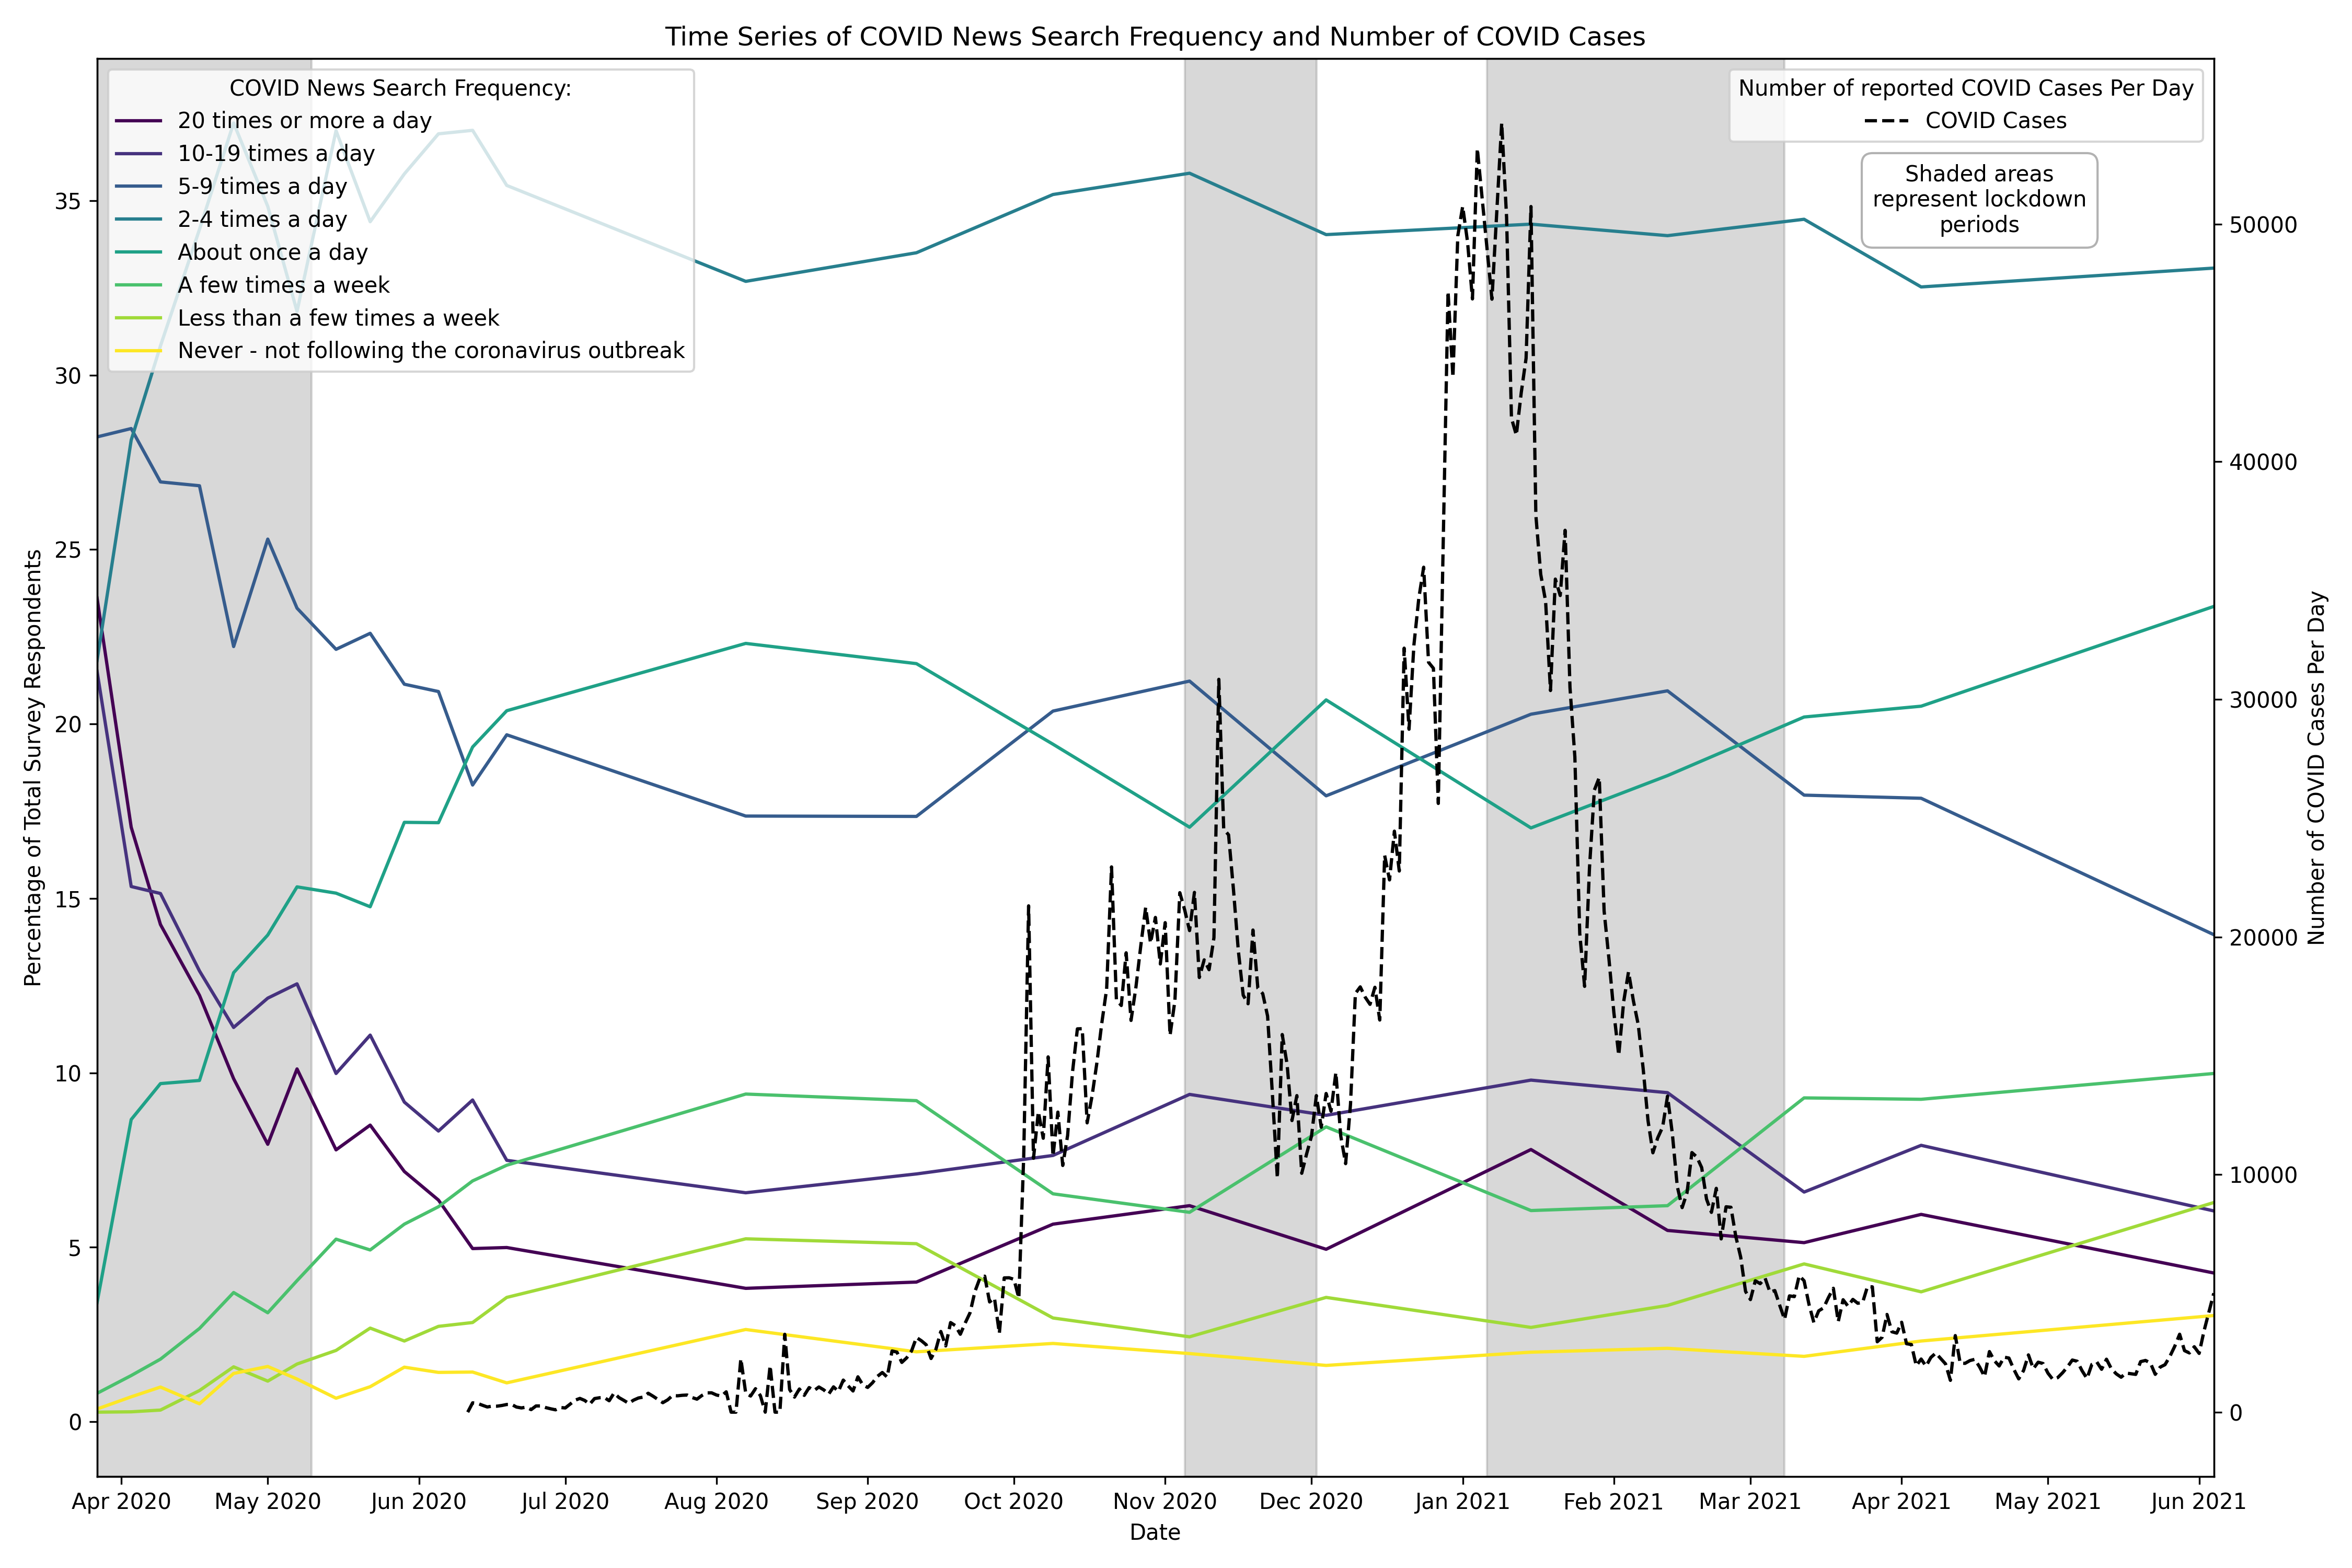 Time Series of COVID News Search Frequency and Number of COVID Cases
COVID News Search Frequency:
20 times or more a day
10-19 times a day
5-9 times a day
2-4 times a day
About once a day
A few times a week
Less than a few times a week
Never - not following the coronavirus outbreak
Number of reported COVID Cases Per Day
COVID Cases
Shaded areas
represent lockdown
periods
Percentage of Total Survey Respondents
35
30
25
20
15
10
5
0
50000
40000
30000
20000
10000
0
Number of COVID Cases Per Day
Apr 2020
May 2020
Jun 2020
Jul 2020
Aug 2020
Sep 2020
Oct 2020
Nov 2020
Dec 2020
Jan 2021
Feb 2021
Mar 2021
Apr 2021
May 2021
Jun 2021
Date